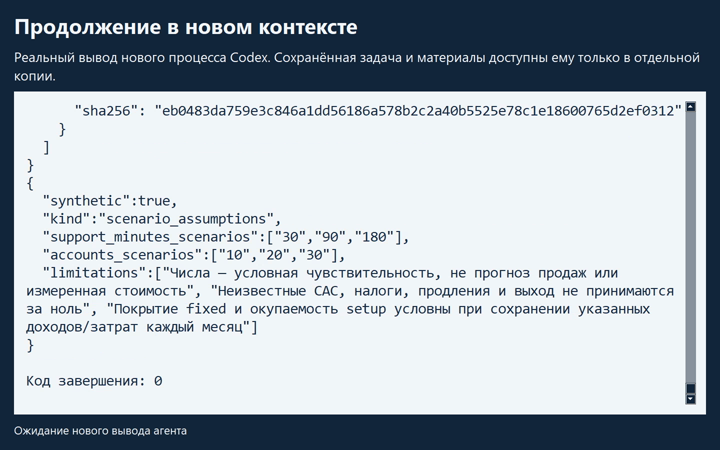 Продолжение в новом контексте
Реальный вывод нового процесса Codex. Сохранённая задача и материалы доступны ему только в отдельной
копии.
"sha256": "eb0483da759e3c846a1dd56186a578b2c2a40b5525e78c1e18600765d2ef0312"
}
]
}
{
"synthetic":true,
"kind":"scenario_assumptions",
"support_minutes_scenarios":["30","90","180"],
"accounts_scenarios":["10","20","30"],
"limitations":["Числа — условная чувствительность, не прогноз продаж или
измеренная стоимость", "Неизвестные CAC, налоги, продления и выход не принимаются
за ноль", "Покрытие fixed и окупаемость setup условны при сохранении указанных
доходов/затрат каждый месяц"]
}
Код завершения: 0
Ожидание нового вывода агента